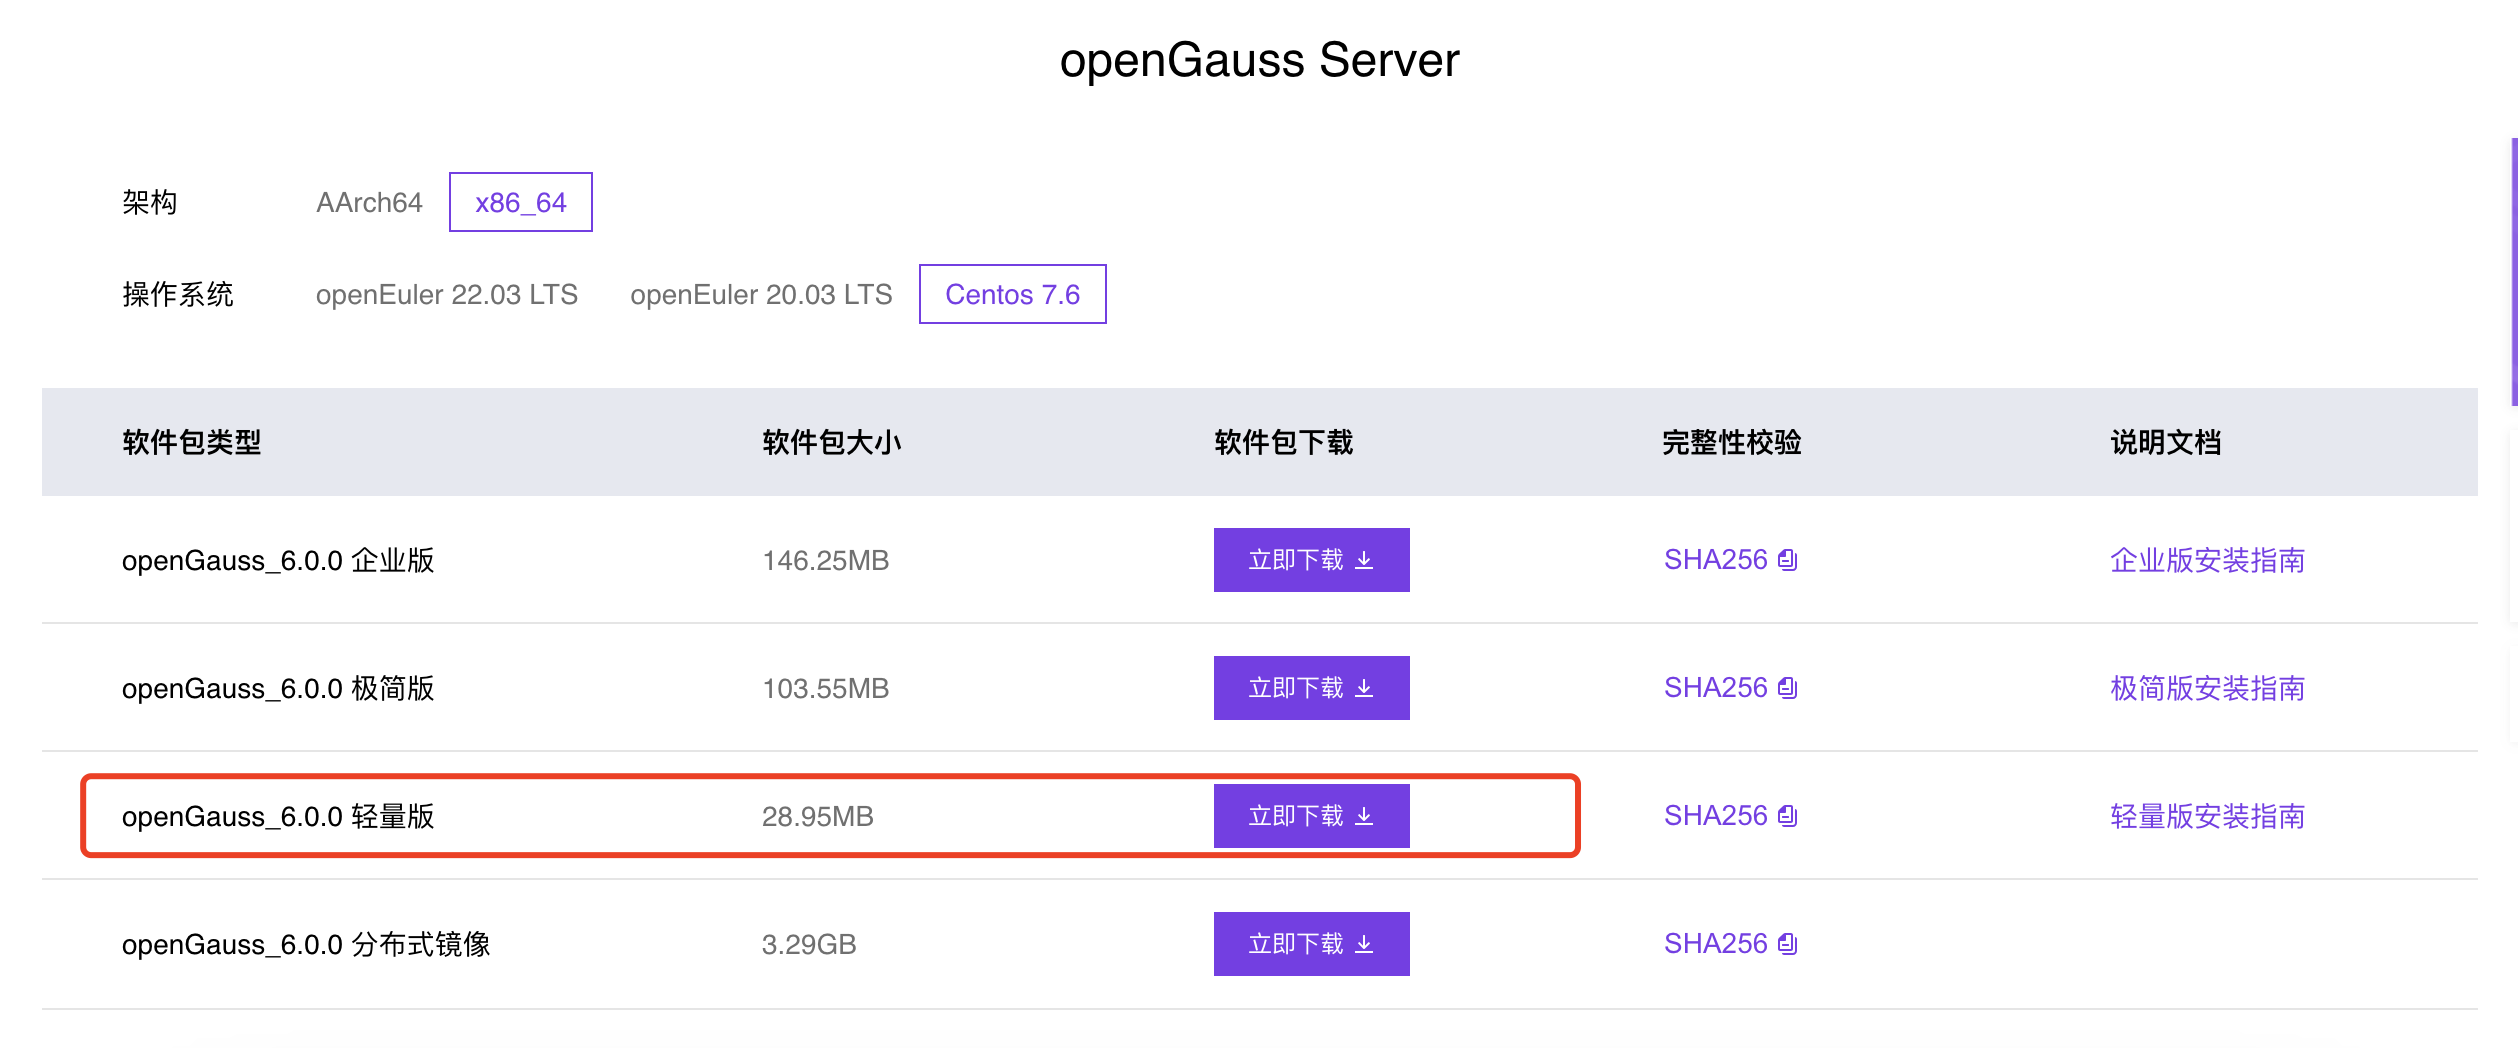 openGauss Server
架构 AArch64 x86_64
操作系统 openEuler 22.03 LTS openEuler 20.03 LTS Centos 7.6
软件包类型 软件包大小 软件包下载 完整性校验 说明文档
openGauss_6.0.0 企业版 146.25MB 立即下载 SHA256 企业版安装指南
openGauss_6.0.0 极简版 103.55MB 立即下载 SHA256 极简版安装指南
openGauss_6.0.0 轻量版 28.95MB 立即下载 SHA256 轻量版安装指南
openGauss_6.0.0 分布式镜像 3.29GB 立即下载 SHA256